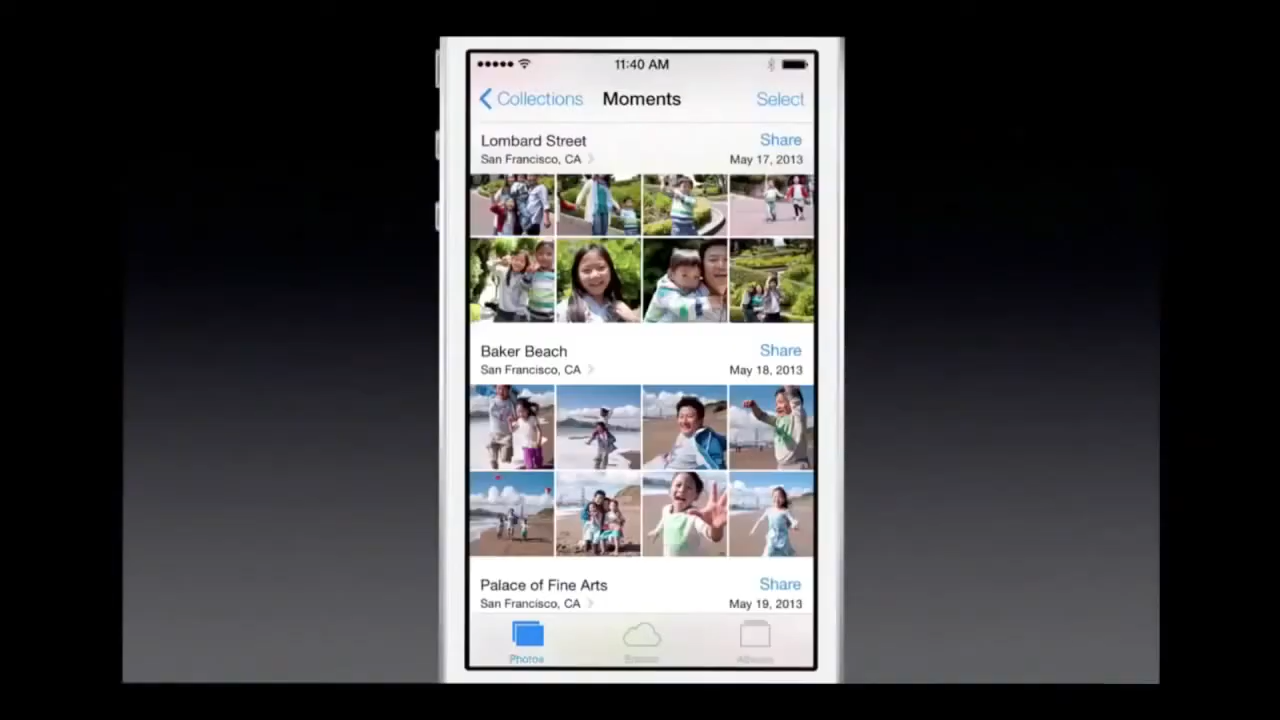 11:40 AM
Collections Moments Select
Lombard Street Share
San Francisco, CA May 17, 2013
Baker Beach Share
San Francisco, CA May 18, 2013
Palace of Fine Arts Share
San Francisco, CA May 19, 2013
Photos